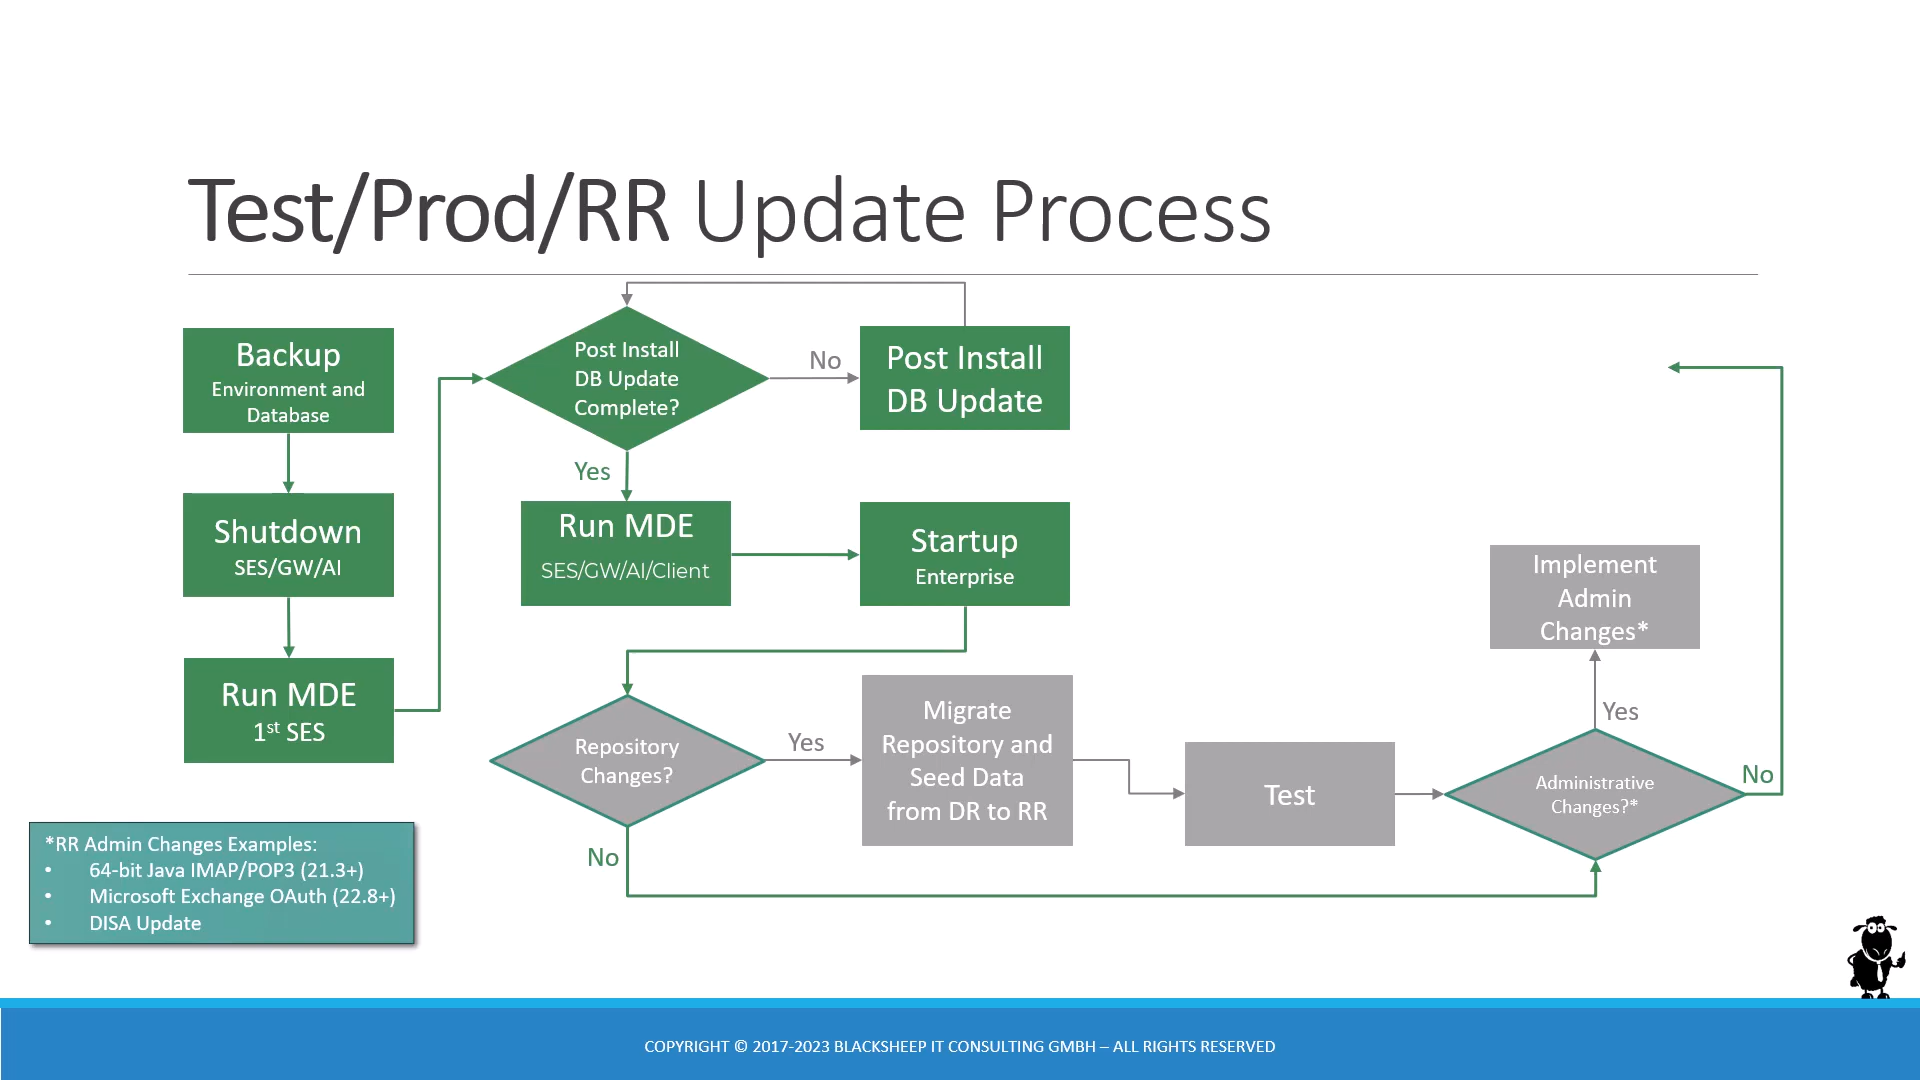 Test/Prod/RR Update Process
Backup
Environment and
Database
Shutdown
SES/GW/AI
Run MDE
1st SES
Post Install
DB Update
Complete?
No
Post Install
DB Update
Yes
Run MDE
SES/GW/AI/Client
Startup
Enterprise
Repository
Changes?
Yes
No
Migrate
Repository and
Seed Data
from DR to RR
Test
Administrative
Changes?*
Yes
No
Implement
Admin
Changes*
*RR Admin Changes Examples:
• 64-bit Java IMAP/POP3 (21.3+)
• Microsoft Exchange OAuth (22.8+)
• DISA Update
COPYRIGHT © 2017-2023 BLACKSHEEP IT CONSULTING GMBH – ALL RIGHTS RESERVED